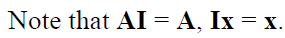 Note that AI = A, Ix = x.